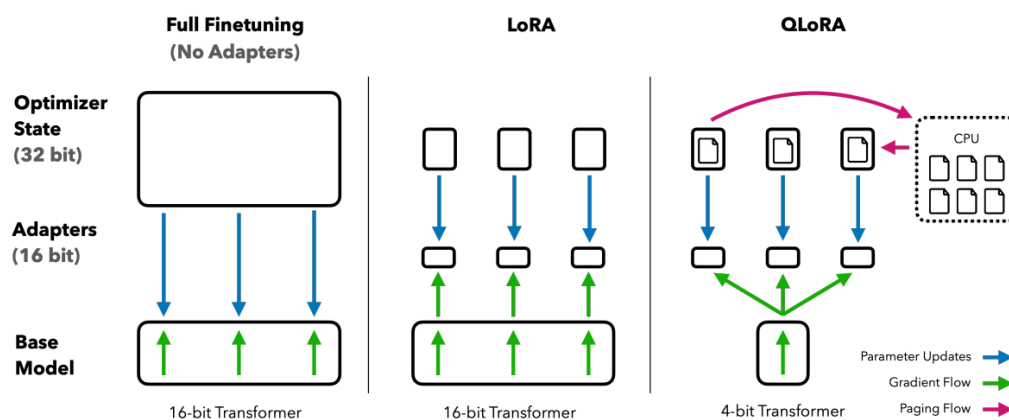 Full Finetuning
(No Adapters)
LoRA
QLoRA
Optimizer
State
(32 bit)
CPU
Adapters
(16 bit)
Base
Model
Parameter Updates
Gradient Flow
Paging Flow
16-bit Transformer
16-bit Transformer
4-bit Transformer